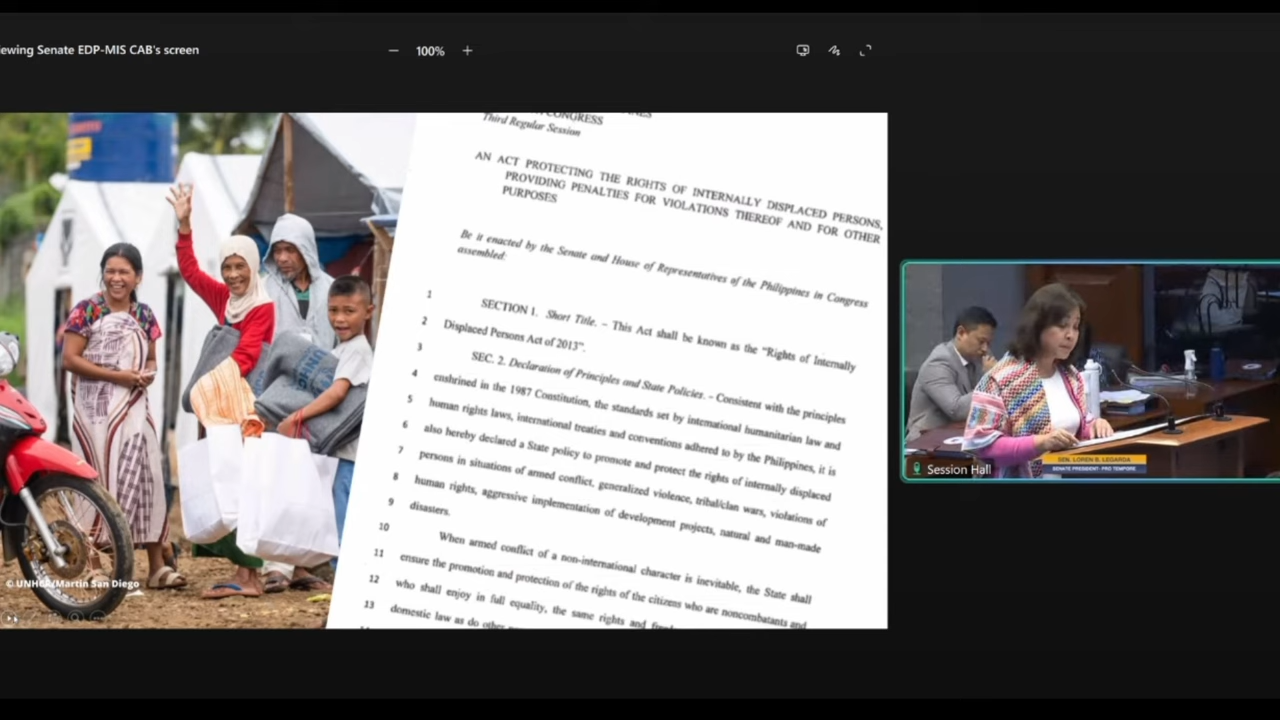 ewing Senate EDP-MIS CAB's screen
100%
CONGRESS
Third Regular Session
AN ACT PROTECTING THE RIGHTS OF INTERNALLY DISPLACED PERSONS,
PROVIDING PENALTIES FOR VIOLATIONS THEREOF AND FOR OTHER
PURPOSES
Be it enacted by the Senate and House of Representatives of the Philippines in Congress
assembled:
1 SECTION 1. Short Title. – This Act shall be known as the "Rights of Internally
2 Displaced Persons Act of 2013".
3 SEC. 2. Declaration of Principles and State Policies. – Consistent with the principles
4 enshrined in the 1987 Constitution, the standards set by international humanitarian law and
5 human rights laws, international treaties and conventions adhered to by the Philippines, it is
6 also hereby declared a State policy to promote and protect the rights of internally displaced
7 persons in situations of armed conflict, generalized violence, tribal/clan wars, violations of
8 human rights, aggressive implementation of development projects, natural and man-made
9 disasters.
10 When armed conflict of a non-international character is inevitable, the State shall
11 ensure the promotion and protection of the rights of the citizens who are noncombatants and
12 who shall enjoy in full equality, the same rights and
13 domestic law as do other
© UNHCR/Martin San Diego
SEN. LOREN B. LEGARDA
SENATE PRESIDENT-PRO TEMPORE
Session Hall